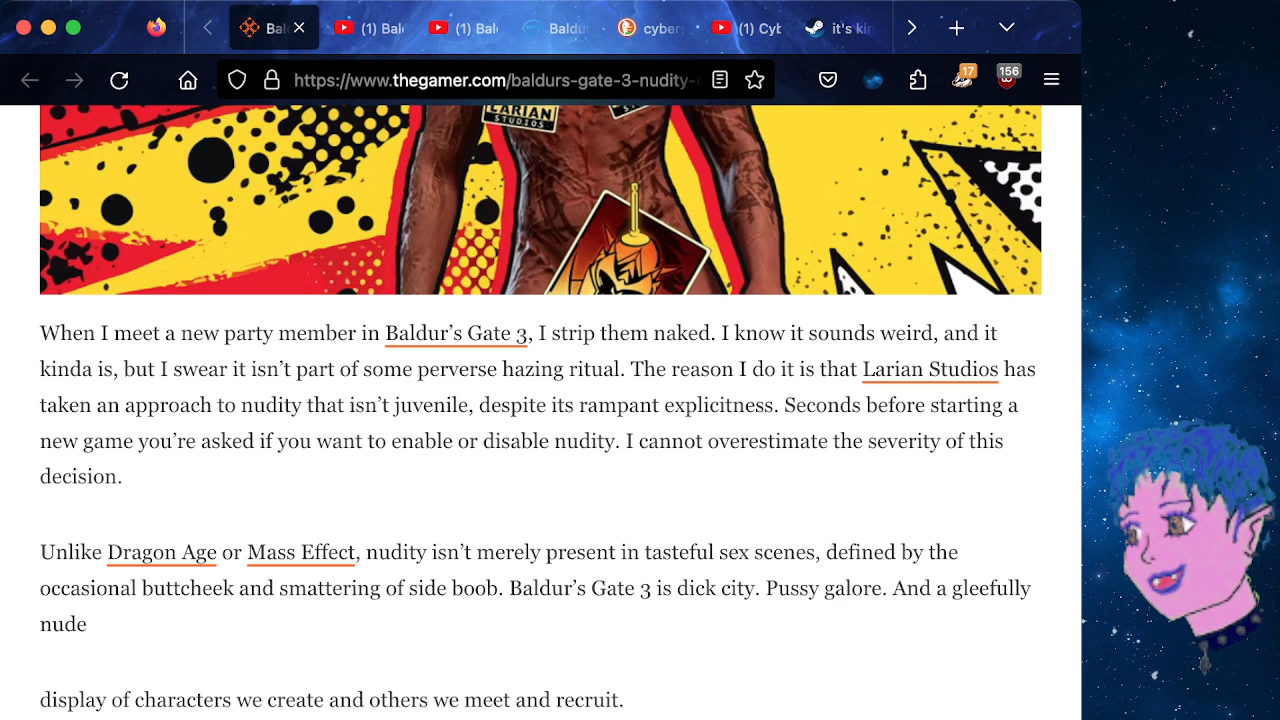 Bal
(1) Bal
(1) Bal
Baldu
cyber
(1) Cyt
it's kin
17
156
https://www.thegamer.com/baldurs-gate-3-nudity-
LARIAN
STUDIOS
When I meet a new party member in Baldur’s Gate 3, I strip them naked. I know it sounds weird, and it
kinda is, but I swear it isn’t part of some perverse hazing ritual. The reason I do it is that Larian Studios has
taken an approach to nudity that isn’t juvenile, despite its rampant explicitness. Seconds before starting a
new game you’re asked if you want to enable or disable nudity. I cannot overestimate the severity of this
decision.
Unlike Dragon Age or Mass Effect, nudity isn’t merely present in tasteful sex scenes, defined by the
occasional buttcheek and smattering of side boob. Baldur’s Gate 3 is dick city. Pussy galore. And a gleefully
nude
display of characters we create and others we meet and recruit.